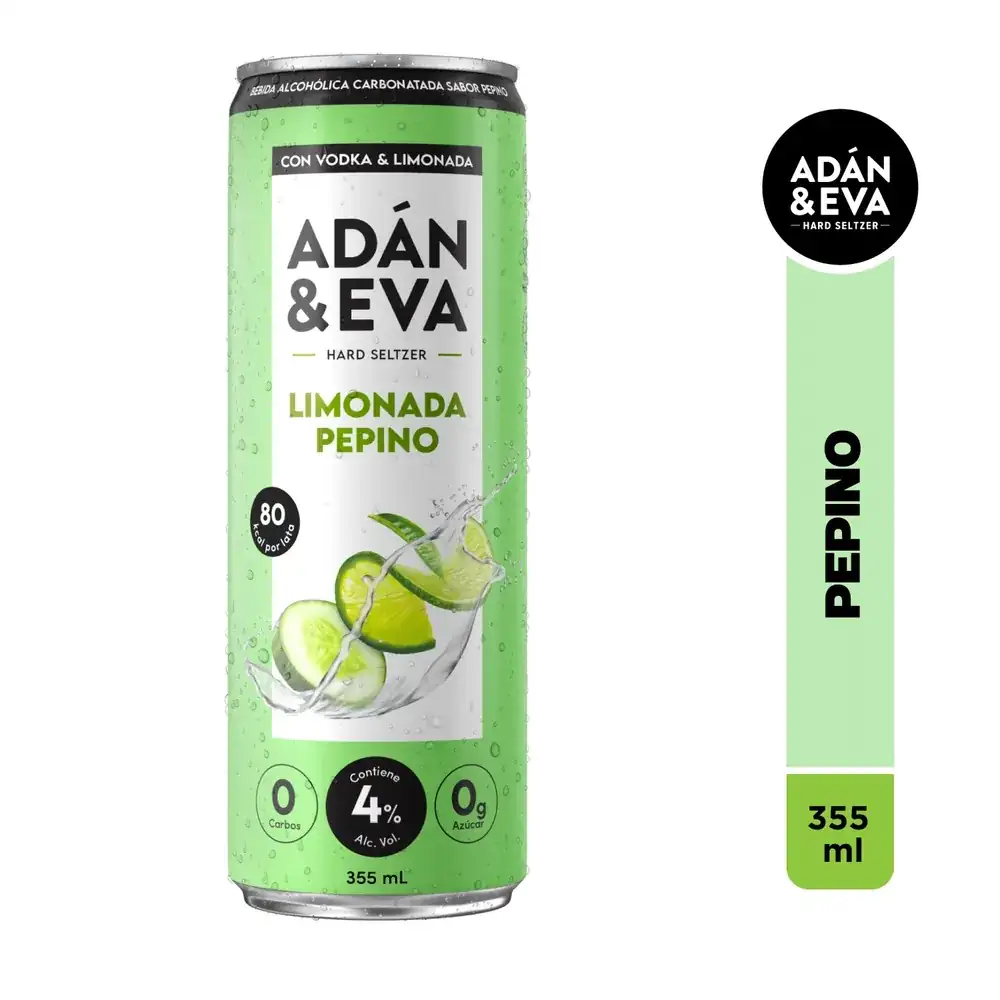 BEBIDA ALCOHÓLICA CARBONATADA SABOR PEPINO
CON VODKA & LIMONADA
ADÁN
&EVA
HARD SELTZER
LIMONADA
PEPINO
80
kcal por lata
0
Carbos
Contiene
4%
Alc. Vol.
0g
Azúcar
355 mL
ADÁN
&EVA
HARD SELTZER
PEPINO
355
ml